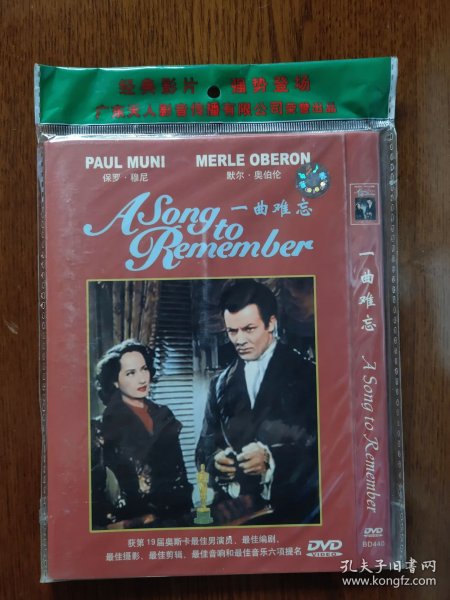 经典影片 强势登场
广东天人影音传播有限公司荣誉出品
PAUL MUNI MERLE OBERON
保罗·穆尼 默尔·奥伯伦
A Song to Remember
一曲难忘
获第19届奥斯卡最佳男演员、最佳编剧、
最佳摄影、最佳剪辑、最佳音响和最佳音乐六项提名
DVD
VIDEO
一曲难忘 A Song to Remember
DVD
BD440
孔夫子旧书网
www.kongfz.com